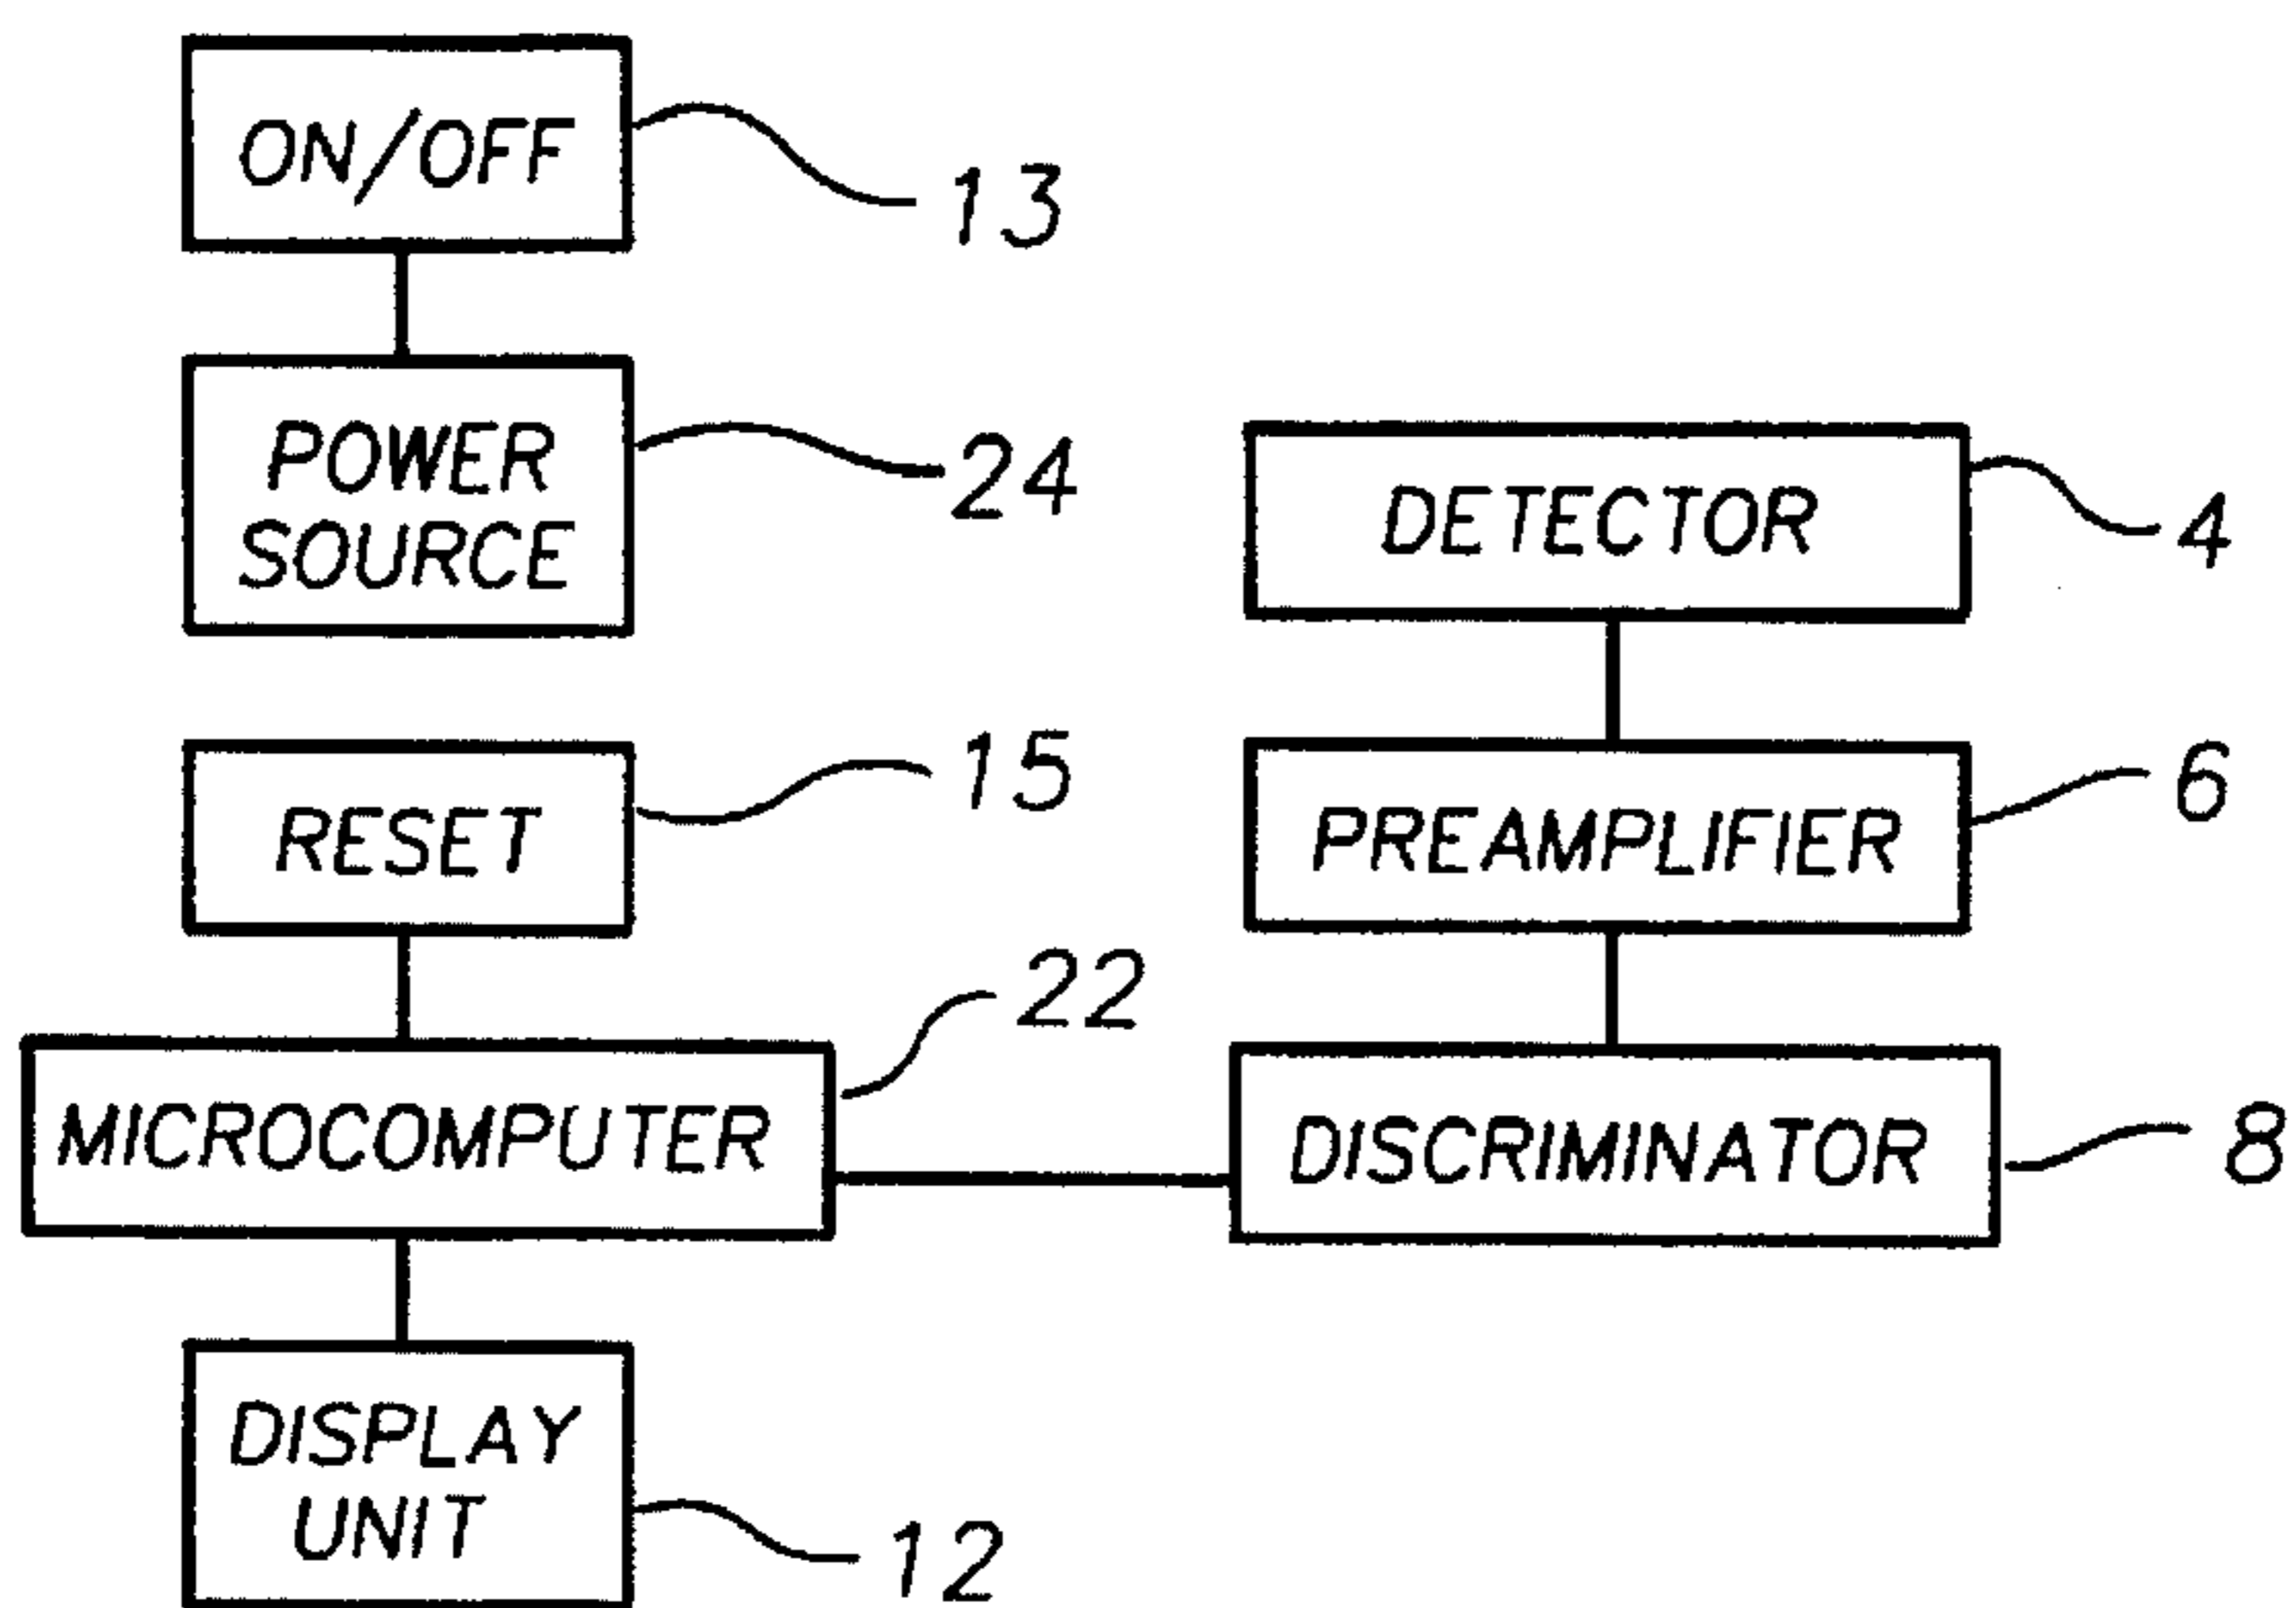 ON/OFF
13
POWER
SOURCE
24
DETECTOR
4
RESET
15
PREAMPLIFIER
6
MICROCOMPUTER
22
DISCRIMINATOR
8
DISPLAY
UNIT
12